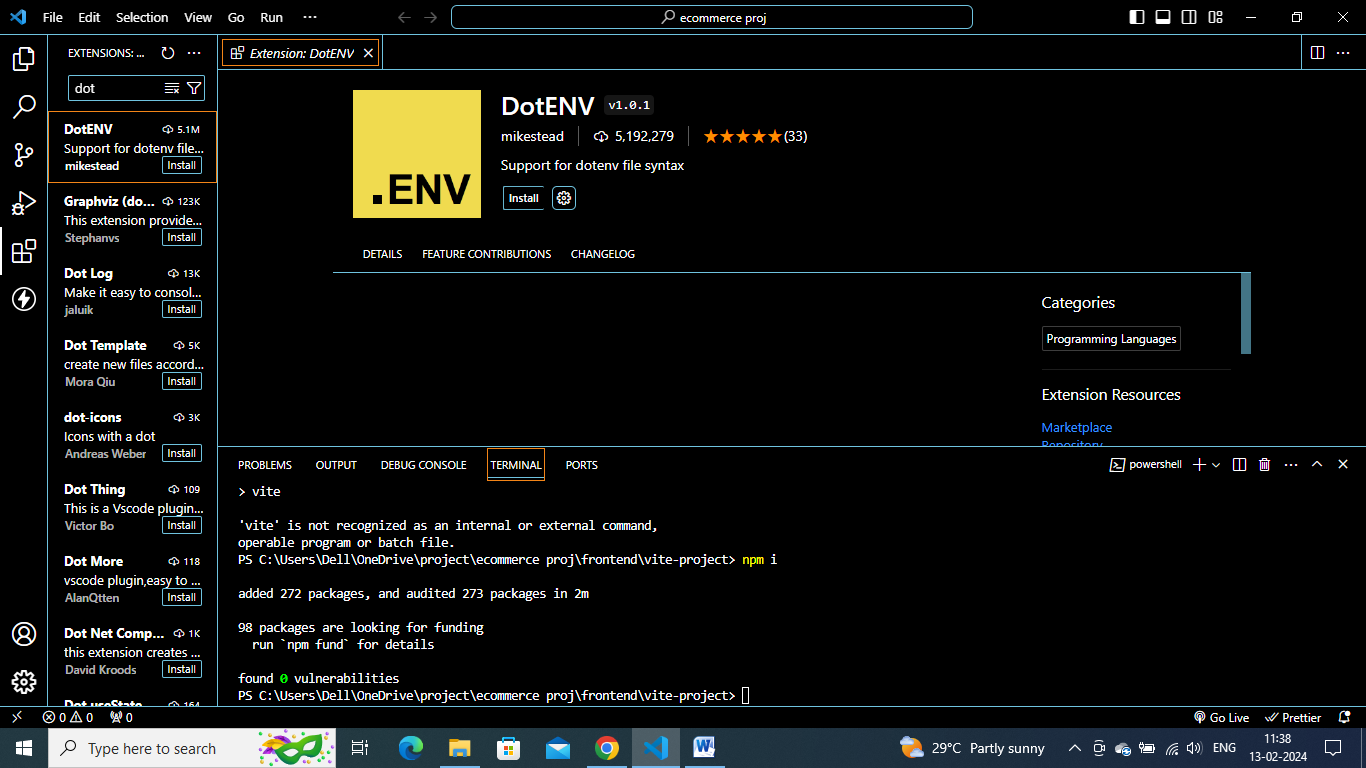 File Edit Selection View Go Run ···
ecommerce proj
EXTENSIONS: ...
Extension: DotENV
dot
DotENV 5.1M
Support for dotenv file...
mikestead Install
Graphviz (do... 123K
This extension provide...
Stephanvs Install
Dot Log 13K
Make it easy to consol...
jaluik Install
Dot Template 5K
create new files accord...
Mora Qiu Install
dot-icons 3K
Icons with a dot
Andreas Weber Install
Dot Thing 109
This is a Vscode plugin...
Victor Bo Install
Dot More 118
vscode plugin,easy to ...
AlanQtten Install
Dot Net Comp... 1K
this extension creates ...
David Kroods Install
Dot useState 164
.ENV
DotENV v1.0.1
mikestead 5,192,279 (33)
Support for dotenv file syntax
Install
DETAILS FEATURE CONTRIBUTIONS CHANGELOG
Categories
Programming Languages
Extension Resources
Marketplace
Repository
PROBLEMS OUTPUT DEBUG CONSOLE TERMINAL PORTS
powershell
> vite
'vite' is not recognized as an internal or external command,
operable program or batch file.
PS C:\Users\Dell\OneDrive\project\ecommerce proj\frontend\vite-project> npm i
added 272 packages, and audited 273 packages in 2m
98 packages are looking for funding
run `npm fund` for details
found 0 vulnerabilities
PS C:\Users\Dell\OneDrive\project\ecommerce proj\frontend\vite-project>
0 0 0
Go Live Prettier
Type here to search
29°C Partly sunny
ENG
11:38
13-02-2024